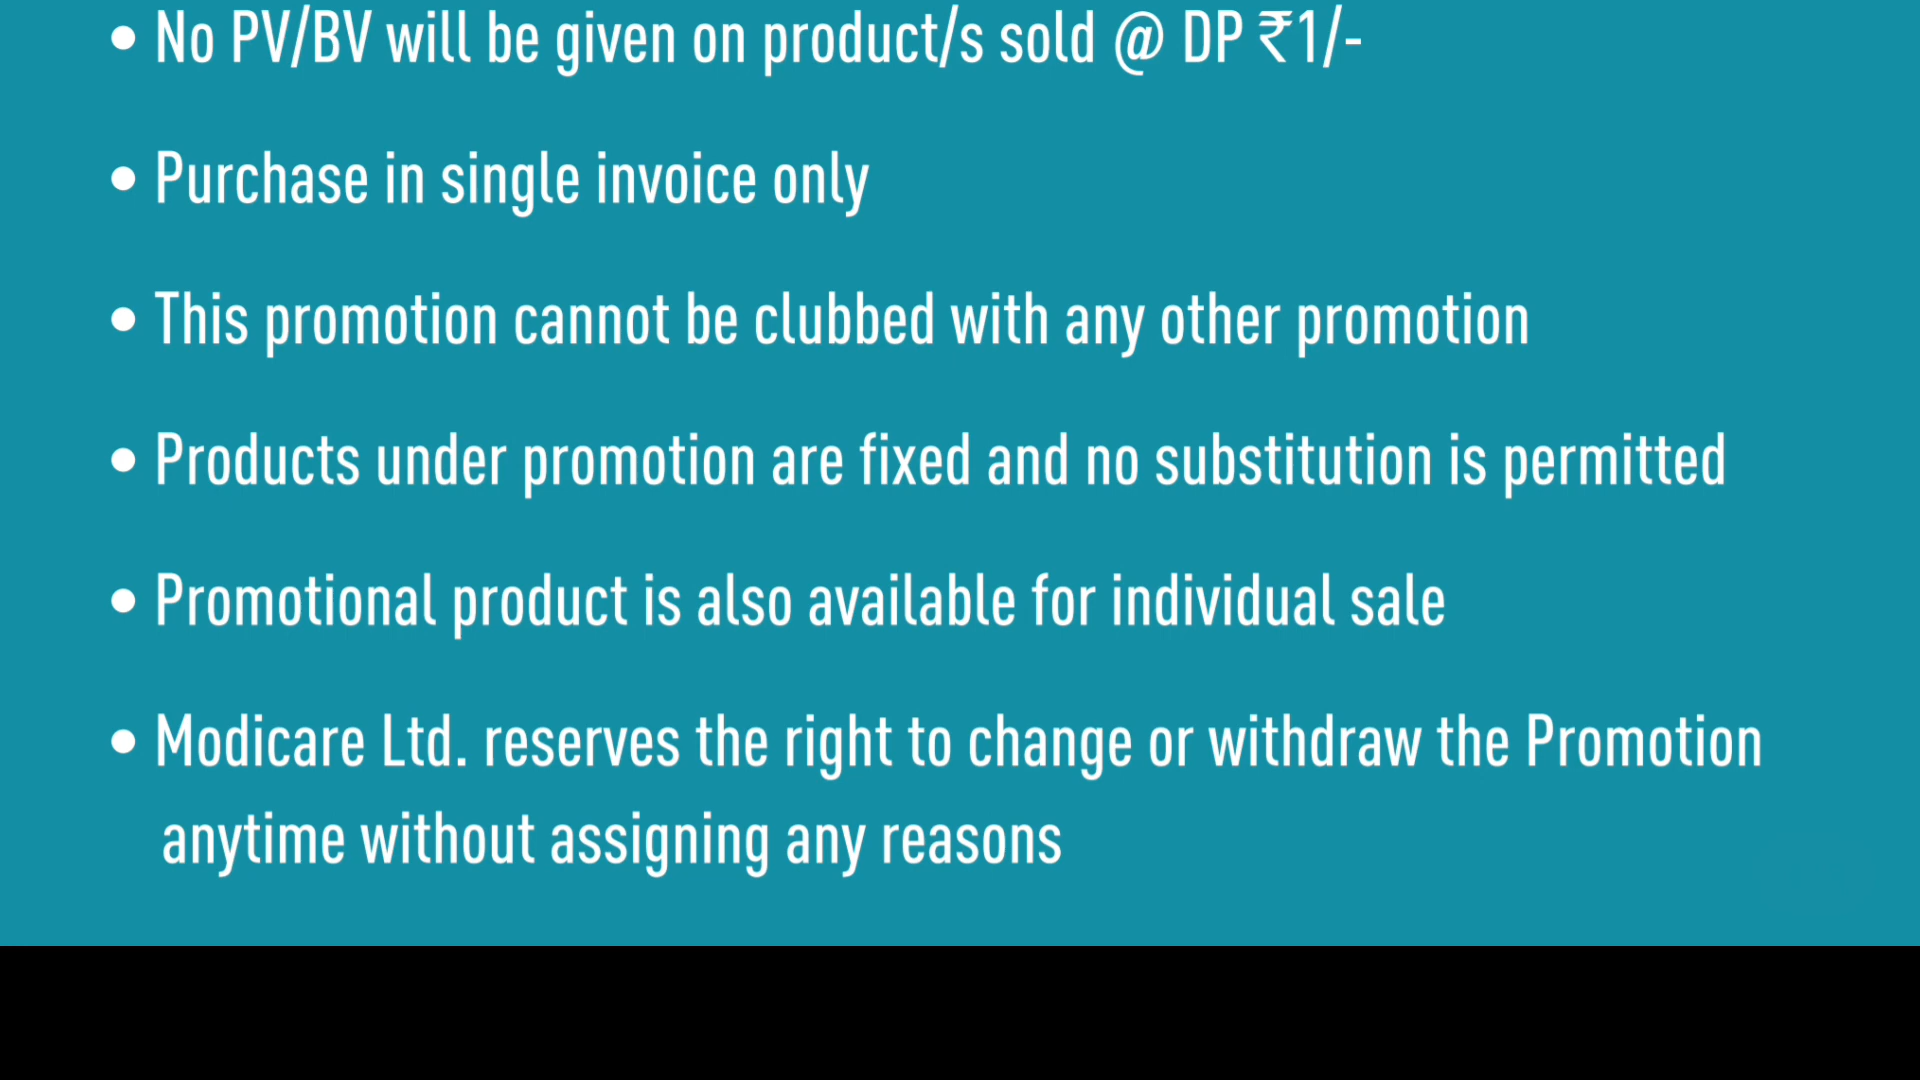 • No PV/BV will be given on product/s sold @ DP ₹1/-
• Purchase in single invoice only
• This promotion cannot be clubbed with any other promotion
• Products under promotion are fixed and no substitution is permitted
• Promotional product is also available for individual sale
• Modicare Ltd. reserves the right to change or withdraw the Promotion
anytime without assigning any reasons